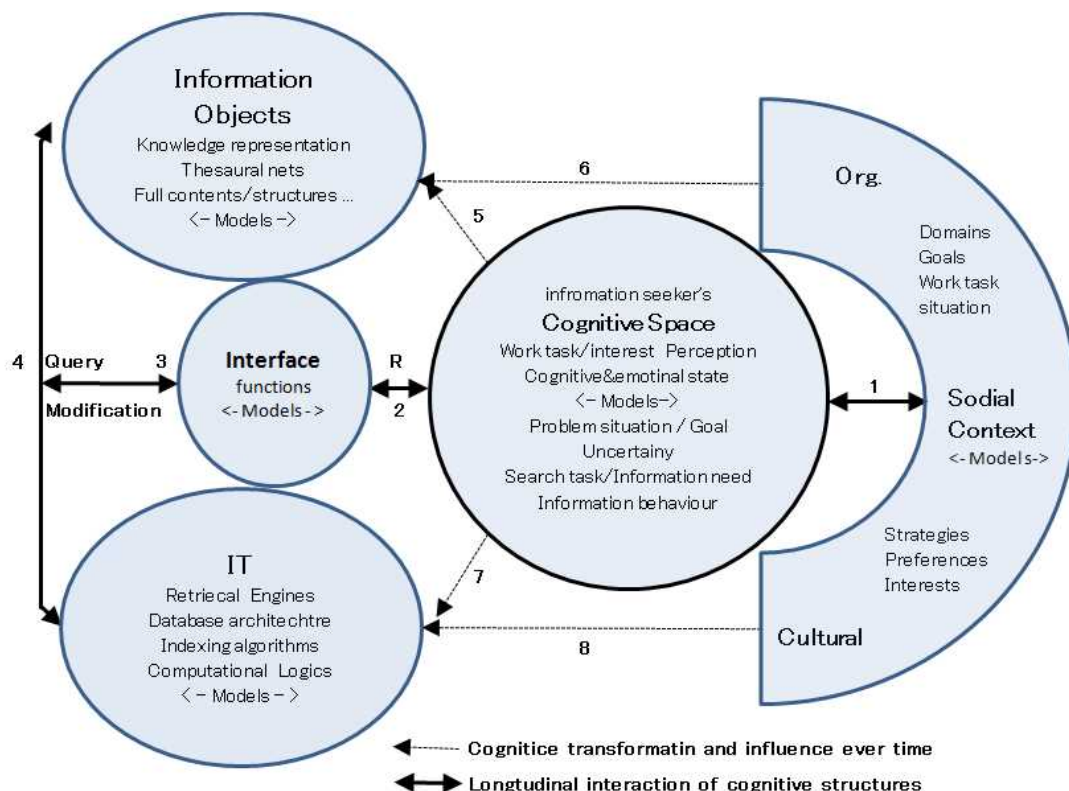 Information
Objects
Knowledge representation
Thesaural nets
Full contents/structures ...
<- Models ->
6
5
Org.
Domains
Goals
Work task
situation
infromation seeker's
Cognitive Space
Work task/interest Perception
Cognitive&emotinal state
<- Models->
Problem situation / Goal
Uncertainy
Search task/Information need
Information behaviour
4 Query 3
Modification
Interface
functions
<- Models ->
R
2
1
Sodial
Context
<- Models->
Strategies
Preferences
Interests
Cultural
IT
Retriecal Engines
Database architechtre
Indexing algorithms
Computational Logics
<- Models ->
7
8
Cognitice transformatin and influence ever time
Longtudinal interaction of cognitive structures